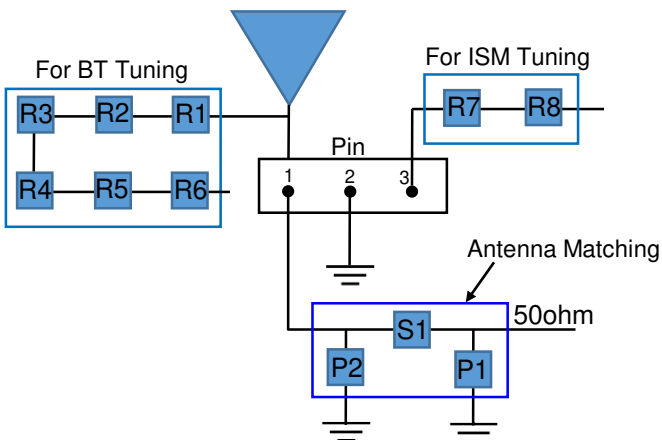 For BT Tuning
For ISM Tuning
R3 R2 R1
R7 R8
Pin
1 2 3
R4 R5 R6
Antenna Matching
50ohm
S1
P2 P1